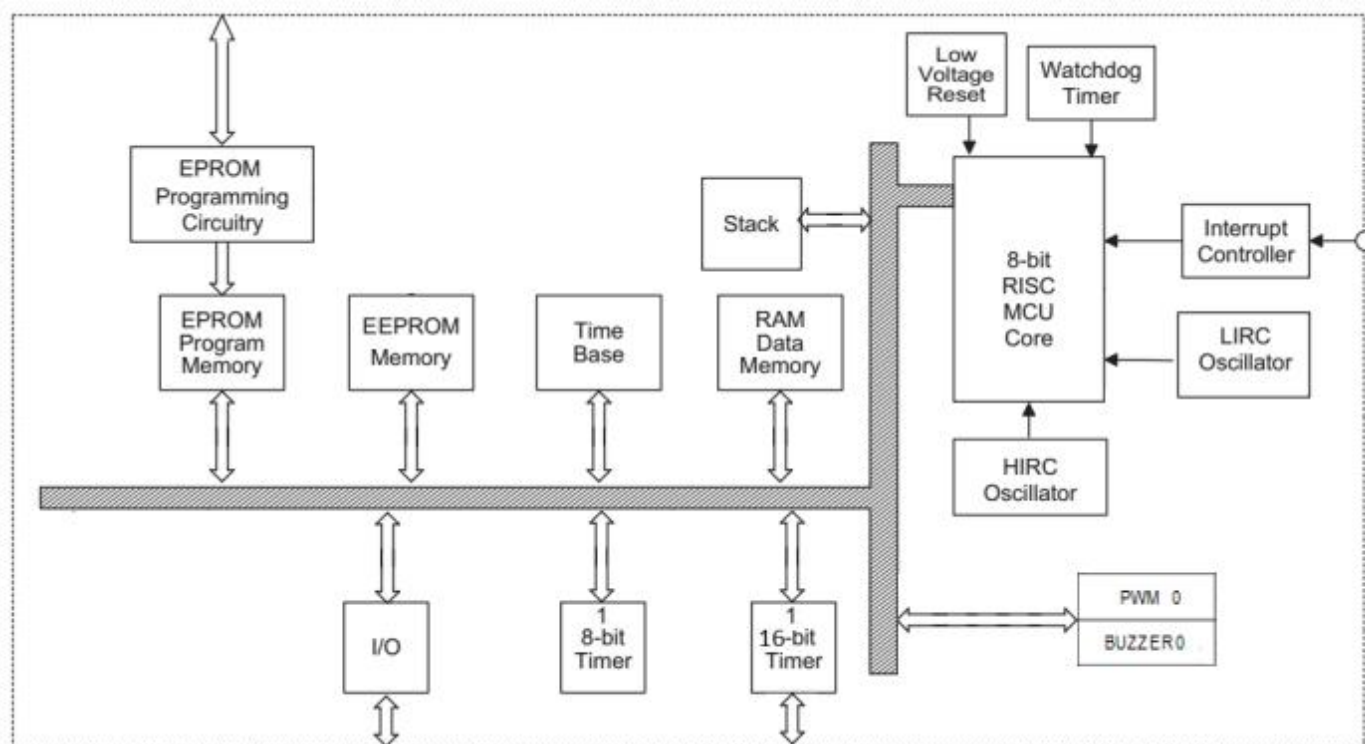 Low
Voltage
Reset
Watchdog
Timer
EPROM
Programming
Circuitry
Stack
8-bit
RISC
MCU
Core
Interrupt
Controller
EPROM
Program
Memory
EEPROM
Memory
Time
Base
RAM
Data
Memory
LIRC
Oscillator
HIRC
Oscillator
I/O
1
8-bit
Timer
1
16-bit
Timer
PWM 0
BUZZER0